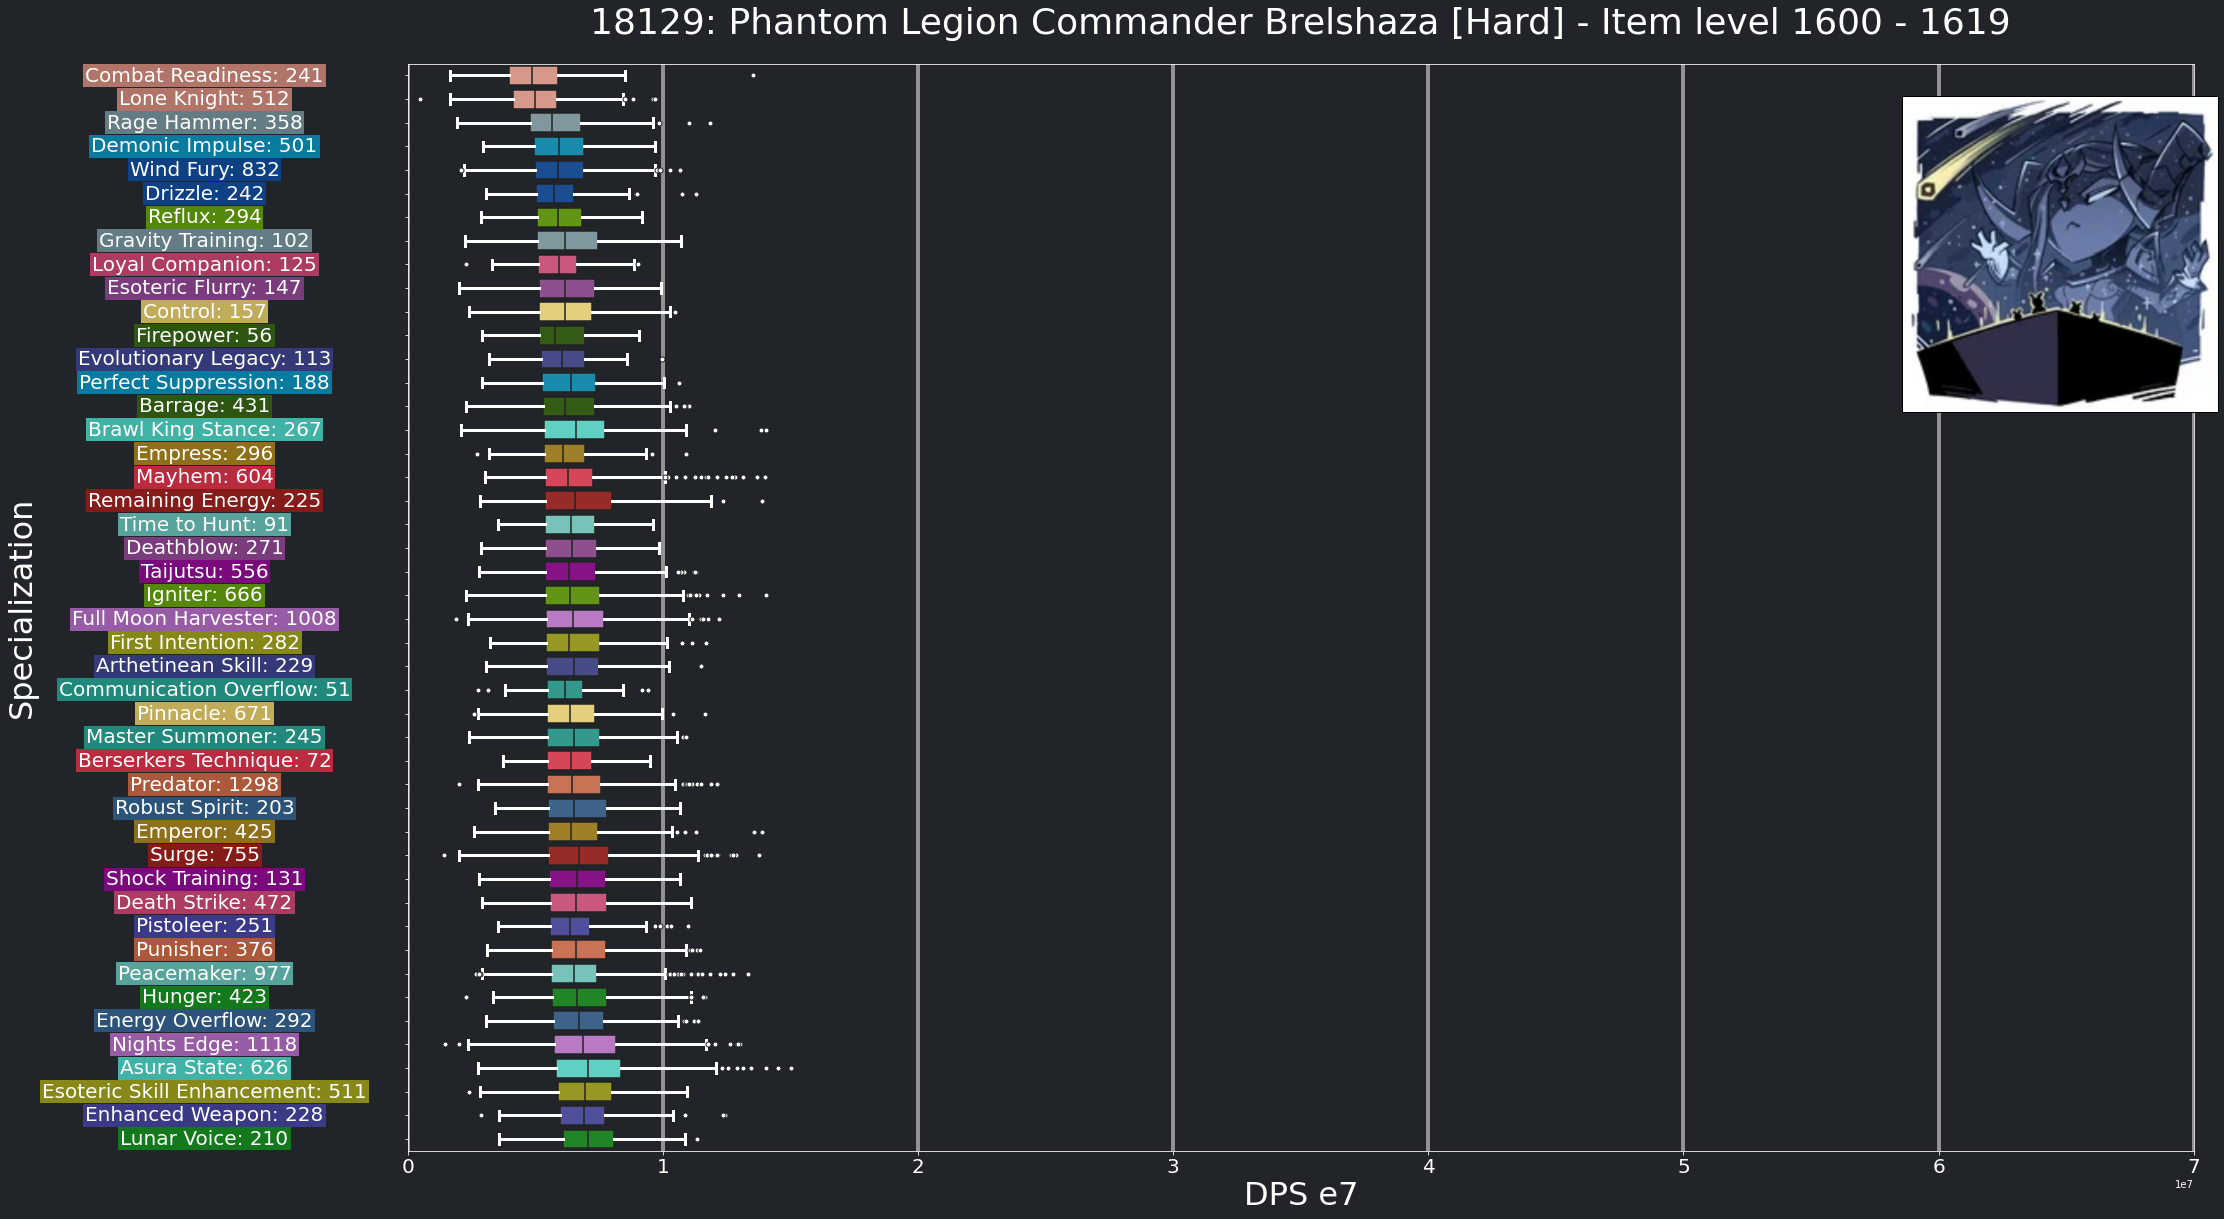 18129: Phantom Legion Commander Brelshaza [Hard] - Item level 1600 - 1619
Specialization
Combat Readiness: 241
Lone Knight: 512
Rage Hammer: 358
Demonic Impulse: 501
Wind Fury: 832
Drizzle: 242
Reflux: 294
Gravity Training: 102
Loyal Companion: 125
Esoteric Flurry: 147
Control: 157
Firepower: 56
Evolutionary Legacy: 113
Perfect Suppression: 188
Barrage: 431
Brawl King Stance: 267
Empress: 296
Mayhem: 604
Remaining Energy: 225
Time to Hunt: 91
Deathblow: 271
Taijutsu: 556
Igniter: 666
Full Moon Harvester: 1008
First Intention: 282
Arthetinean Skill: 229
Communication Overflow: 51
Pinnacle: 671
Master Summoner: 245
Berserkers Technique: 72
Predator: 1298
Robust Spirit: 203
Emperor: 425
Surge: 755
Shock Training: 131
Death Strike: 472
Pistoleer: 251
Punisher: 376
Peacemaker: 977
Hunger: 423
Energy Overflow: 292
Nights Edge: 1118
Asura State: 626
Esoteric Skill Enhancement: 511
Enhanced Weapon: 228
Lunar Voice: 210
0 1 2 3 4 5 6 7
1e7
DPS e7